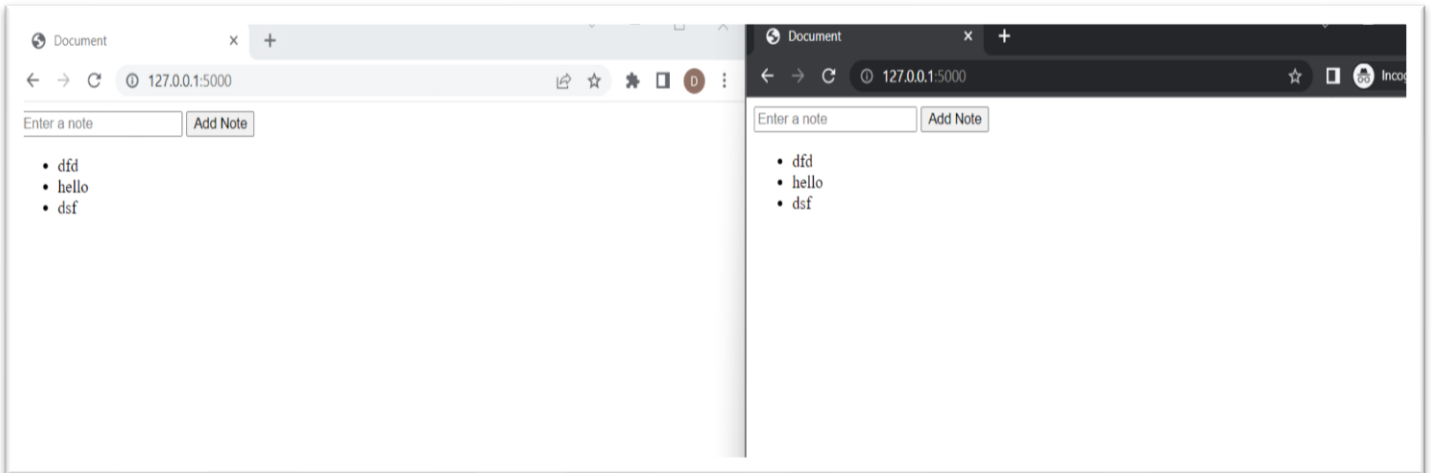 Document
127.0.0.1:5000
D
Enter a note
Add Note
dfd
hello
dsf
Document
127.0.0.1:5000
Enter a note
Add Note
dfd
hello
dsf